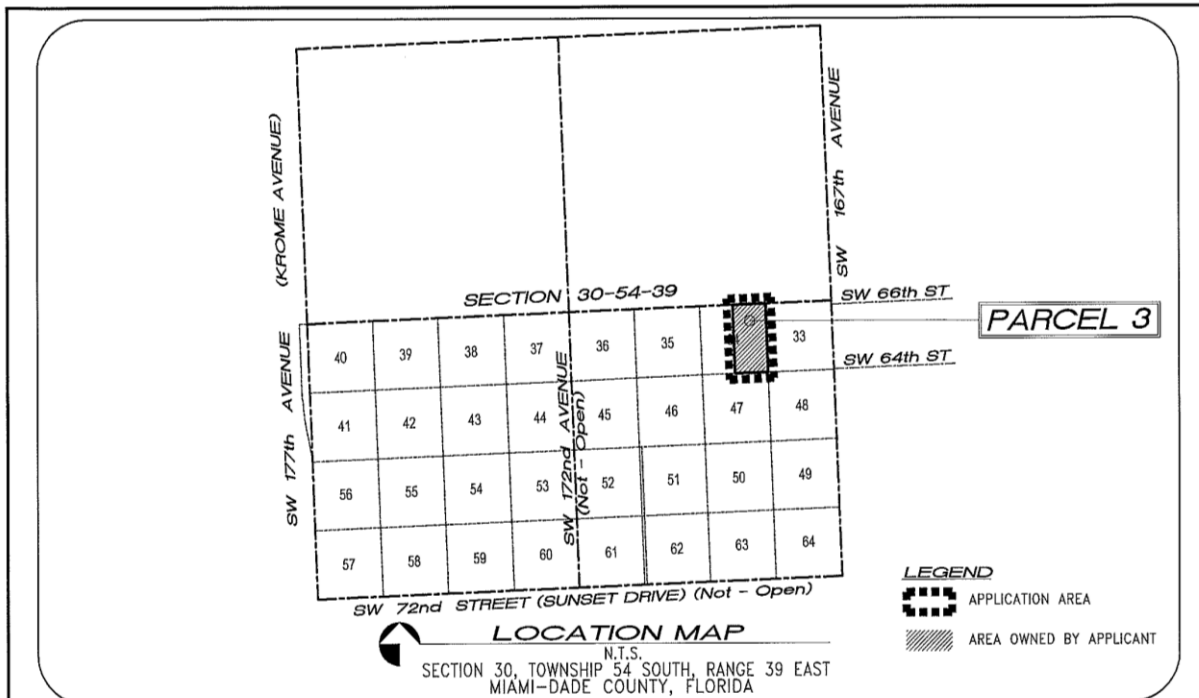 (KROME AVENUE)
SW 177th AVENUE
SW 167th AVENUE
SECTION 30-54-39
SW 66th ST
PARCEL 3
SW 64th ST
SW 172nd AVENUE
(Not - Open)
40 39 38 37 36 35 33
41 42 43 44 45 46 47 48
56 55 54 53 52 51 50 49
57 58 59 60 61 62 63 64
SW 72nd STREET (SUNSET DRIVE) (Not - Open)
LEGEND
APPLICATION AREA
AREA OWNED BY APPLICANT
LOCATION MAP
N.T.S.
SECTION 30, TOWNSHIP 54 SOUTH, RANGE 39 EAST
MIAMI-DADE COUNTY, FLORIDA